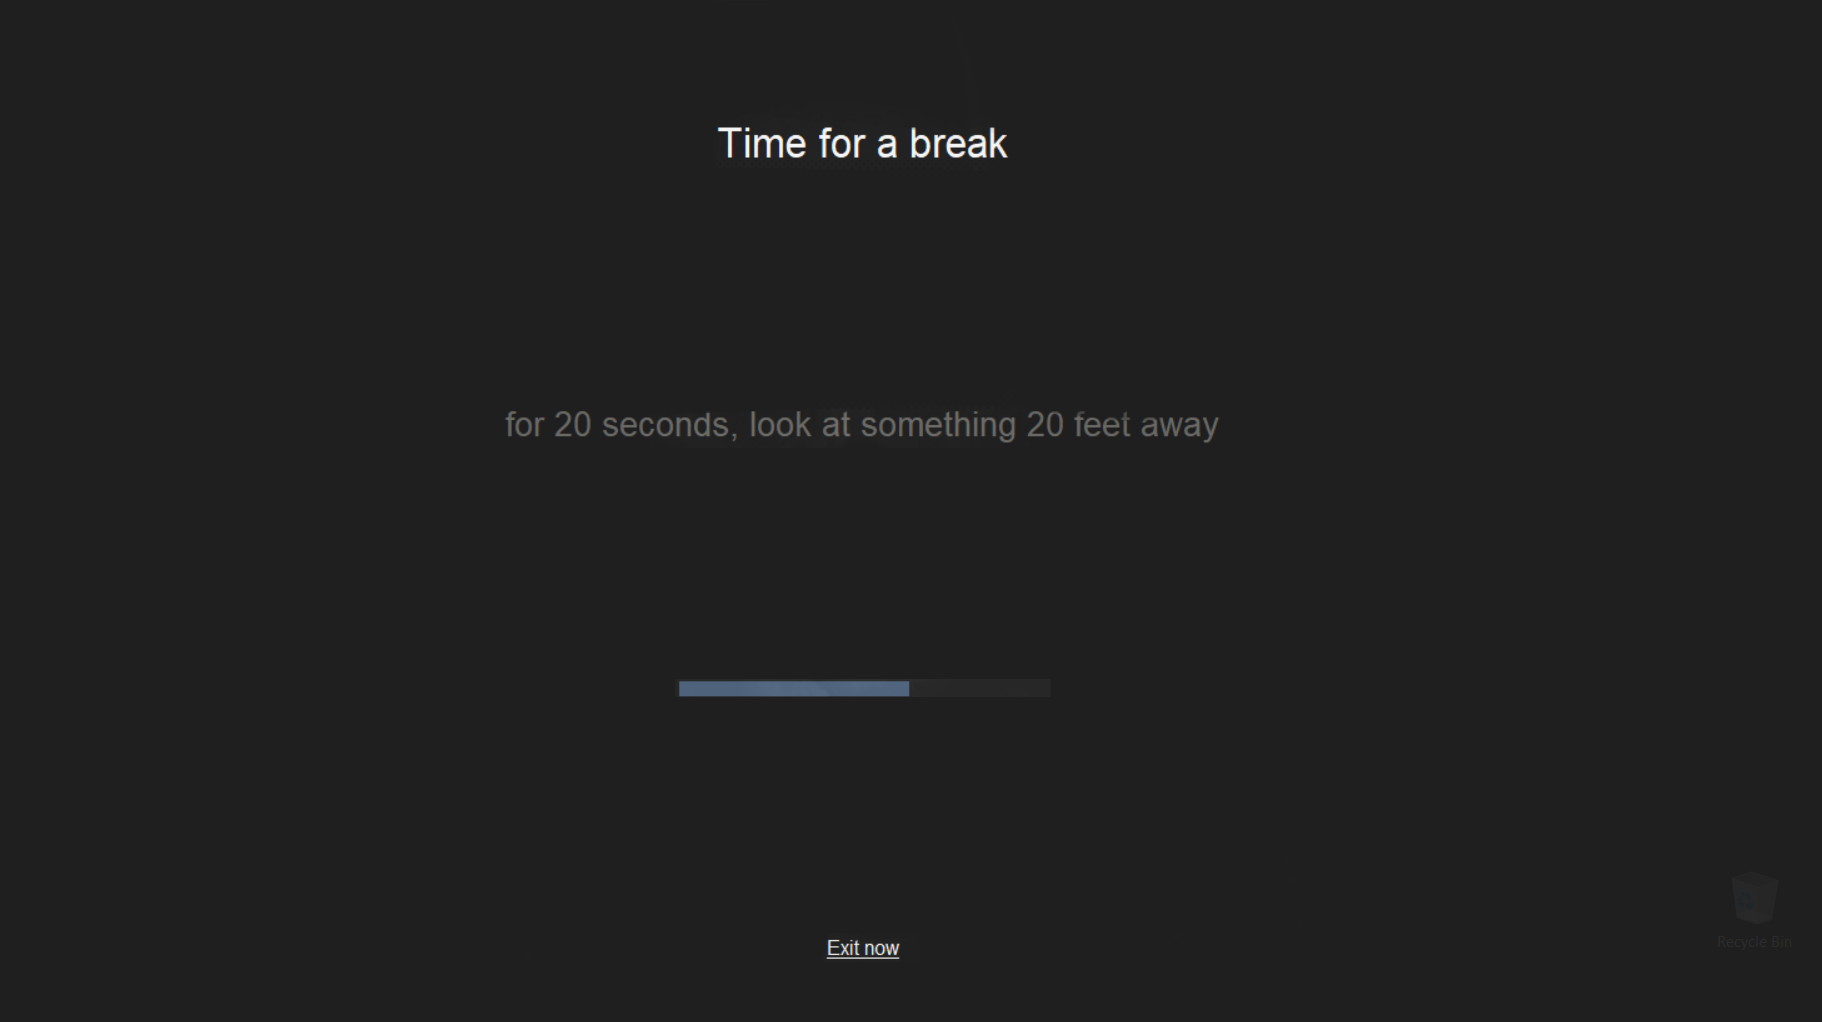 Time for a break
for 20 seconds, look at something 20 feet away
Exit now
Recycle Bin